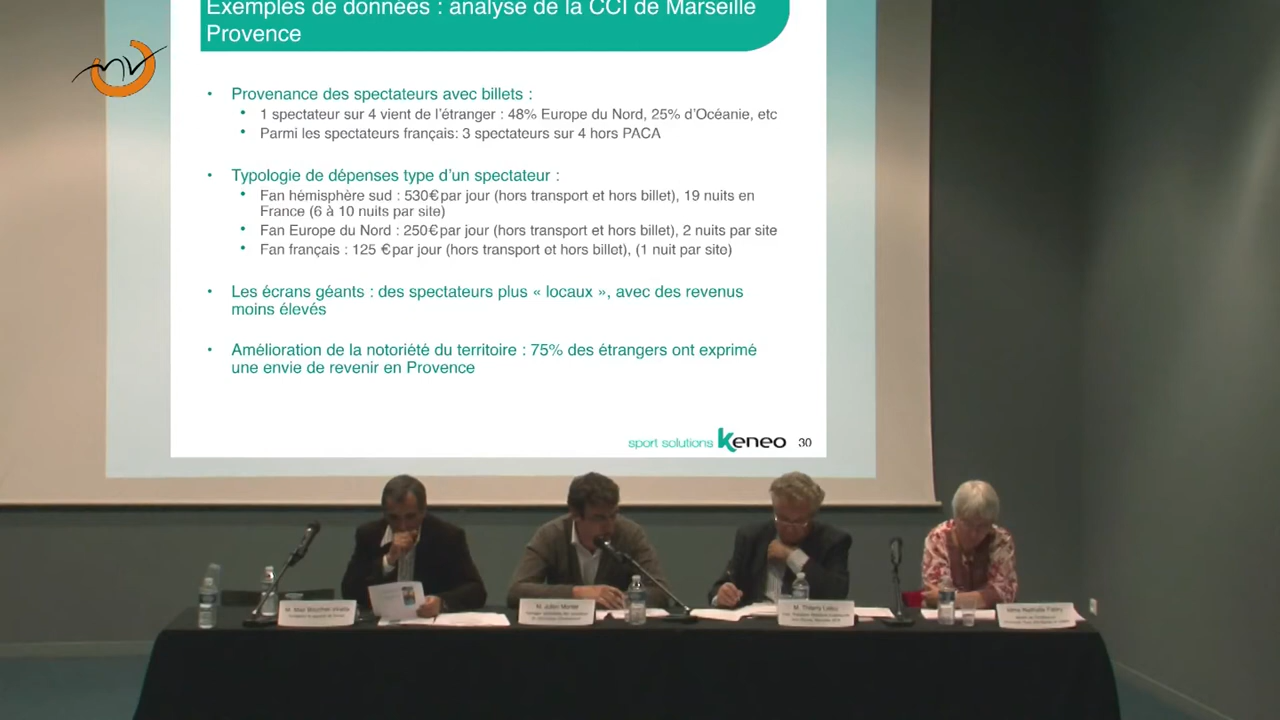 Exemples de données : analyse de la CCI de Marseille
Provence
• Provenance des spectateurs avec billets :
• 1 spectateur sur 4 vient de l'étranger : 48% Europe du Nord, 25% d'Océanie, etc
• Parmi les spectateurs français: 3 spectateurs sur 4 hors PACA
• Typologie de dépenses type d'un spectateur :
• Fan hémisphère sud : 530€ par jour (hors transport et hors billet), 19 nuits en
France (6 à 10 nuits par site)
• Fan Europe du Nord : 250€ par jour (hors transport et hors billet), 2 nuits par site
• Fan français : 125 € par jour (hors transport et hors billet), (1 nuit par site)
• Les écrans géants : des spectateurs plus « locaux », avec des revenus
moins élevés
• Amélioration de la notoriété du territoire : 75% des étrangers ont exprimé
une envie de revenir en Provence
sport solutions keneo 30
M. Julien
M. Thierry
Mme Nathalie